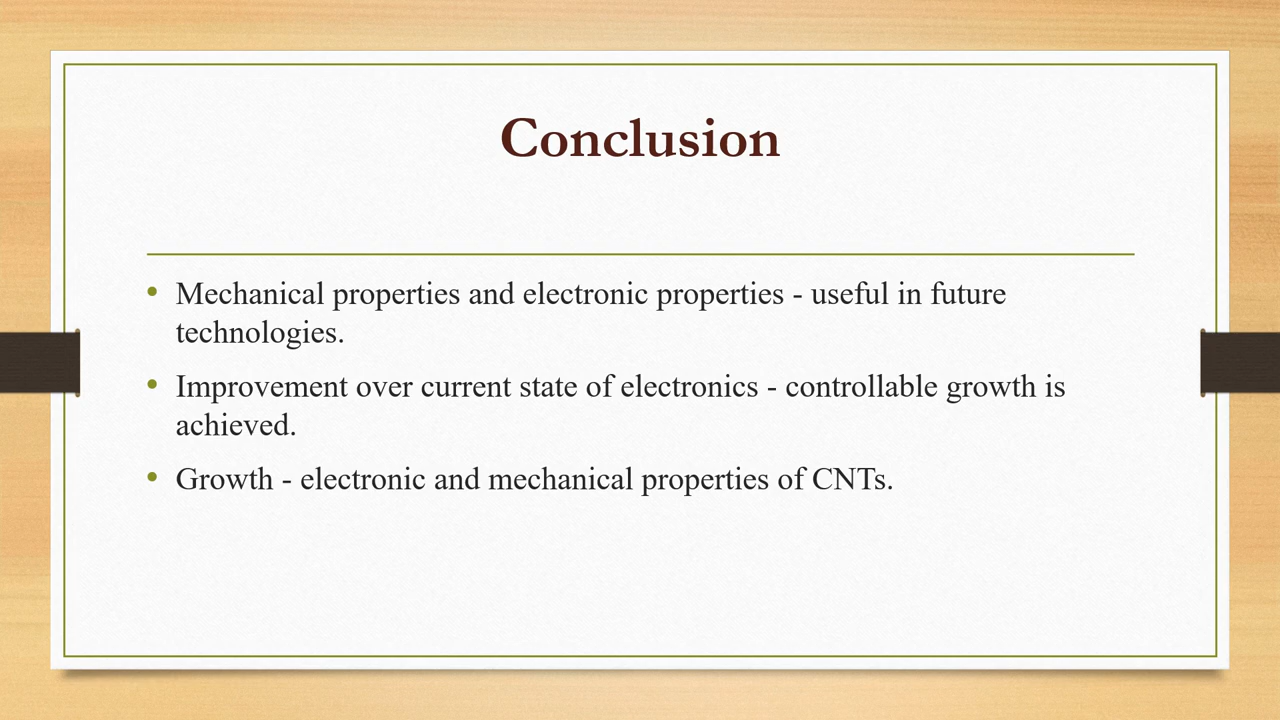 Conclusion
• Mechanical properties and electronic properties - useful in future
technologies.
• Improvement over current state of electronics - controllable growth is
achieved.
• Growth - electronic and mechanical properties of CNTs.